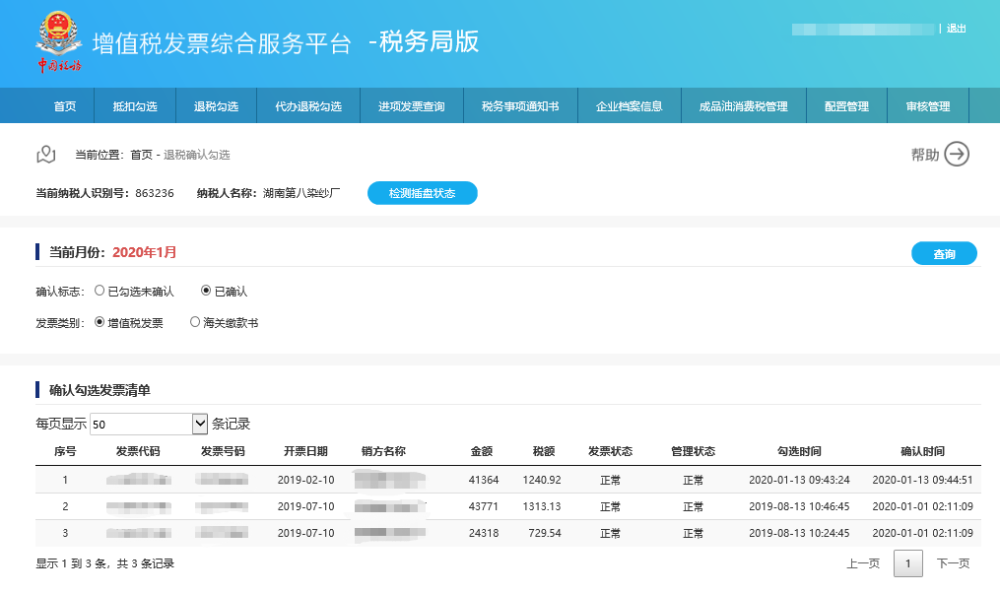 中国税务
增值税发票综合服务平台 -税务局版
| 退出
首页 抵扣勾选 退税勾选 代办退税勾选 进项发票查询 税务事项通知书 企业档案信息 成品油消费税管理 配置管理 审核管理
当前位置：首页 - 退税确认勾选 帮助
当前纳税人识别号：863236 纳税人名称：湖南第八染纱厂 检测插盘状态
当前月份：2020年1月 查询
确认标志： 已勾选未确认 已确认
发票类别： 增值税发票 海关缴款书
确认勾选发票清单
每页显示 50 条记录
序号 发票代码 发票号码 开票日期 销方名称 金额 税额 发票状态 管理状态 勾选时间 确认时间
1 2019-02-10 41364 1240.92 正常 正常 2020-01-13 09:43:24 2020-01-13 09:44:51
2 2019-07-10 43771 1313.13 正常 正常 2019-08-13 10:46:45 2020-01-01 02:11:09
3 2019-07-10 24318 729.54 正常 正常 2019-08-13 10:24:45 2020-01-01 02:11:09
显示 1 到 3 条，共 3 条记录 上一页 1 下一页